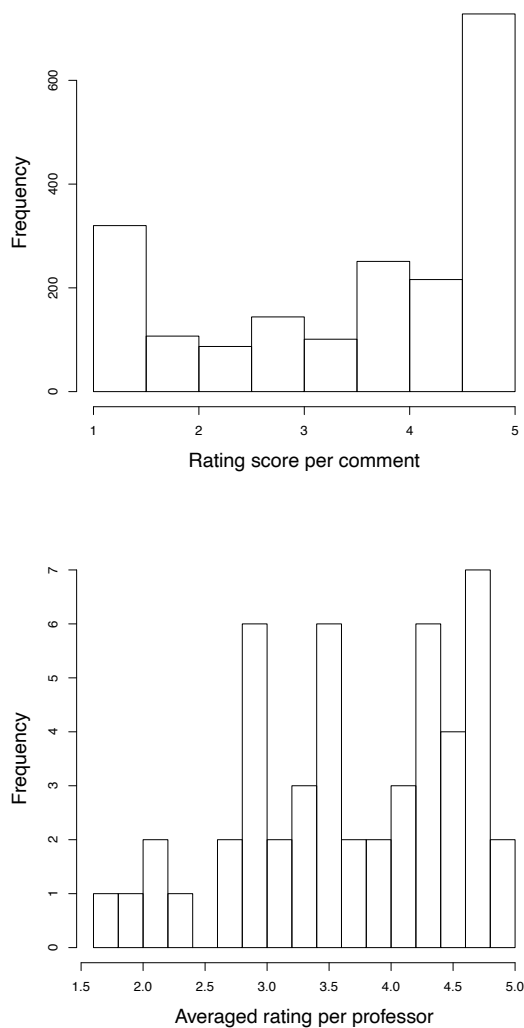 600
400
200
0
Frequency
1 2 3 4 5
Rating score per comment
7
6
5
4
3
2
1
0
Frequency
1.5 2.0 2.5 3.0 3.5 4.0 4.5 5.0
Averaged rating per professor